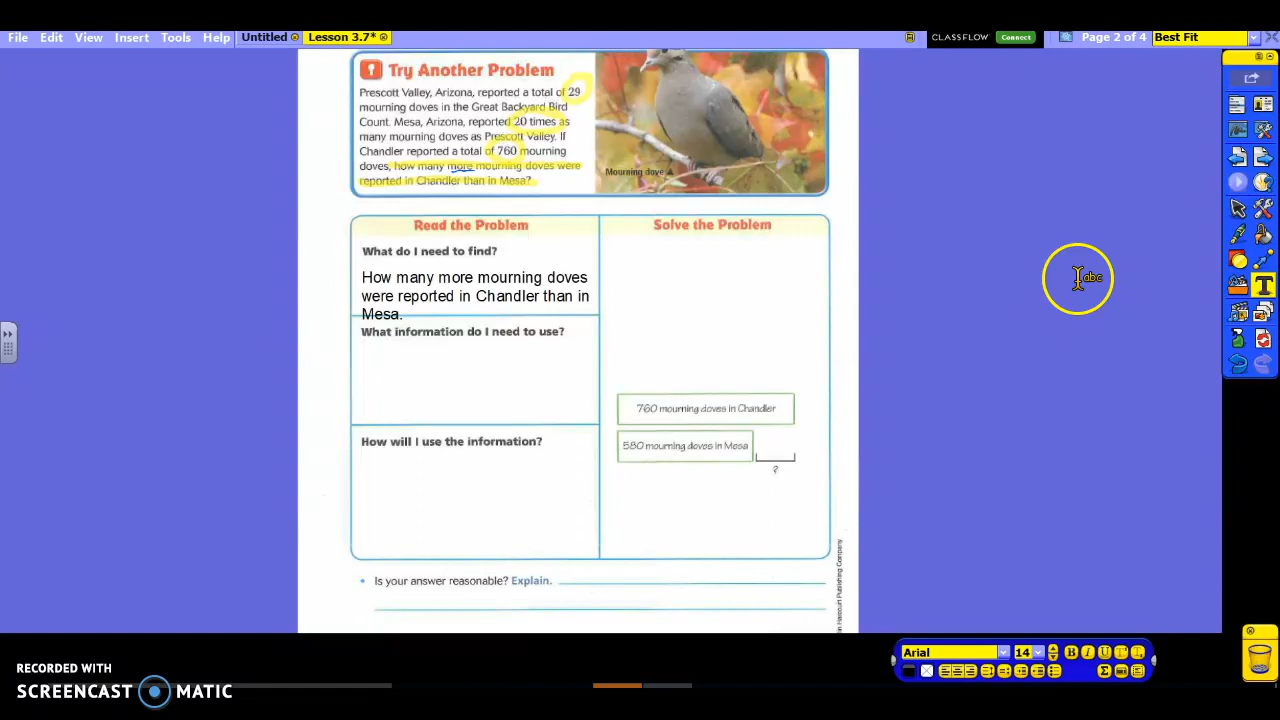 File Edit View Insert Tools Help Untitled Lesson 3.7* CLASSFLOW Connect Page 2 of 4 Best Fit
Try Another Problem
Prescott Valley, Arizona, reported a total of 29
mourning doves in the Great Backyard Bird
Count. Mesa, Arizona, reported 20 times as
many mourning doves as Prescott Valley. If
Chandler reported a total of 760 mourning
doves, how many more mourning doves were
reported in Chandler than in Mesa?
Mourning dove ▲
Read the Problem
Solve the Problem
What do I need to find?
How many more mourning doves
were reported in Chandler than in
Mesa.
What information do I need to use?
How will I use the information?
760 mourning doves in Chandler
580 mourning doves in Mesa
?
• Is your answer reasonable? Explain.
Harcourt Publishing Company
abc
T
Arial 14 B I U
RECORDED WITH
SCREENCAST MATIC